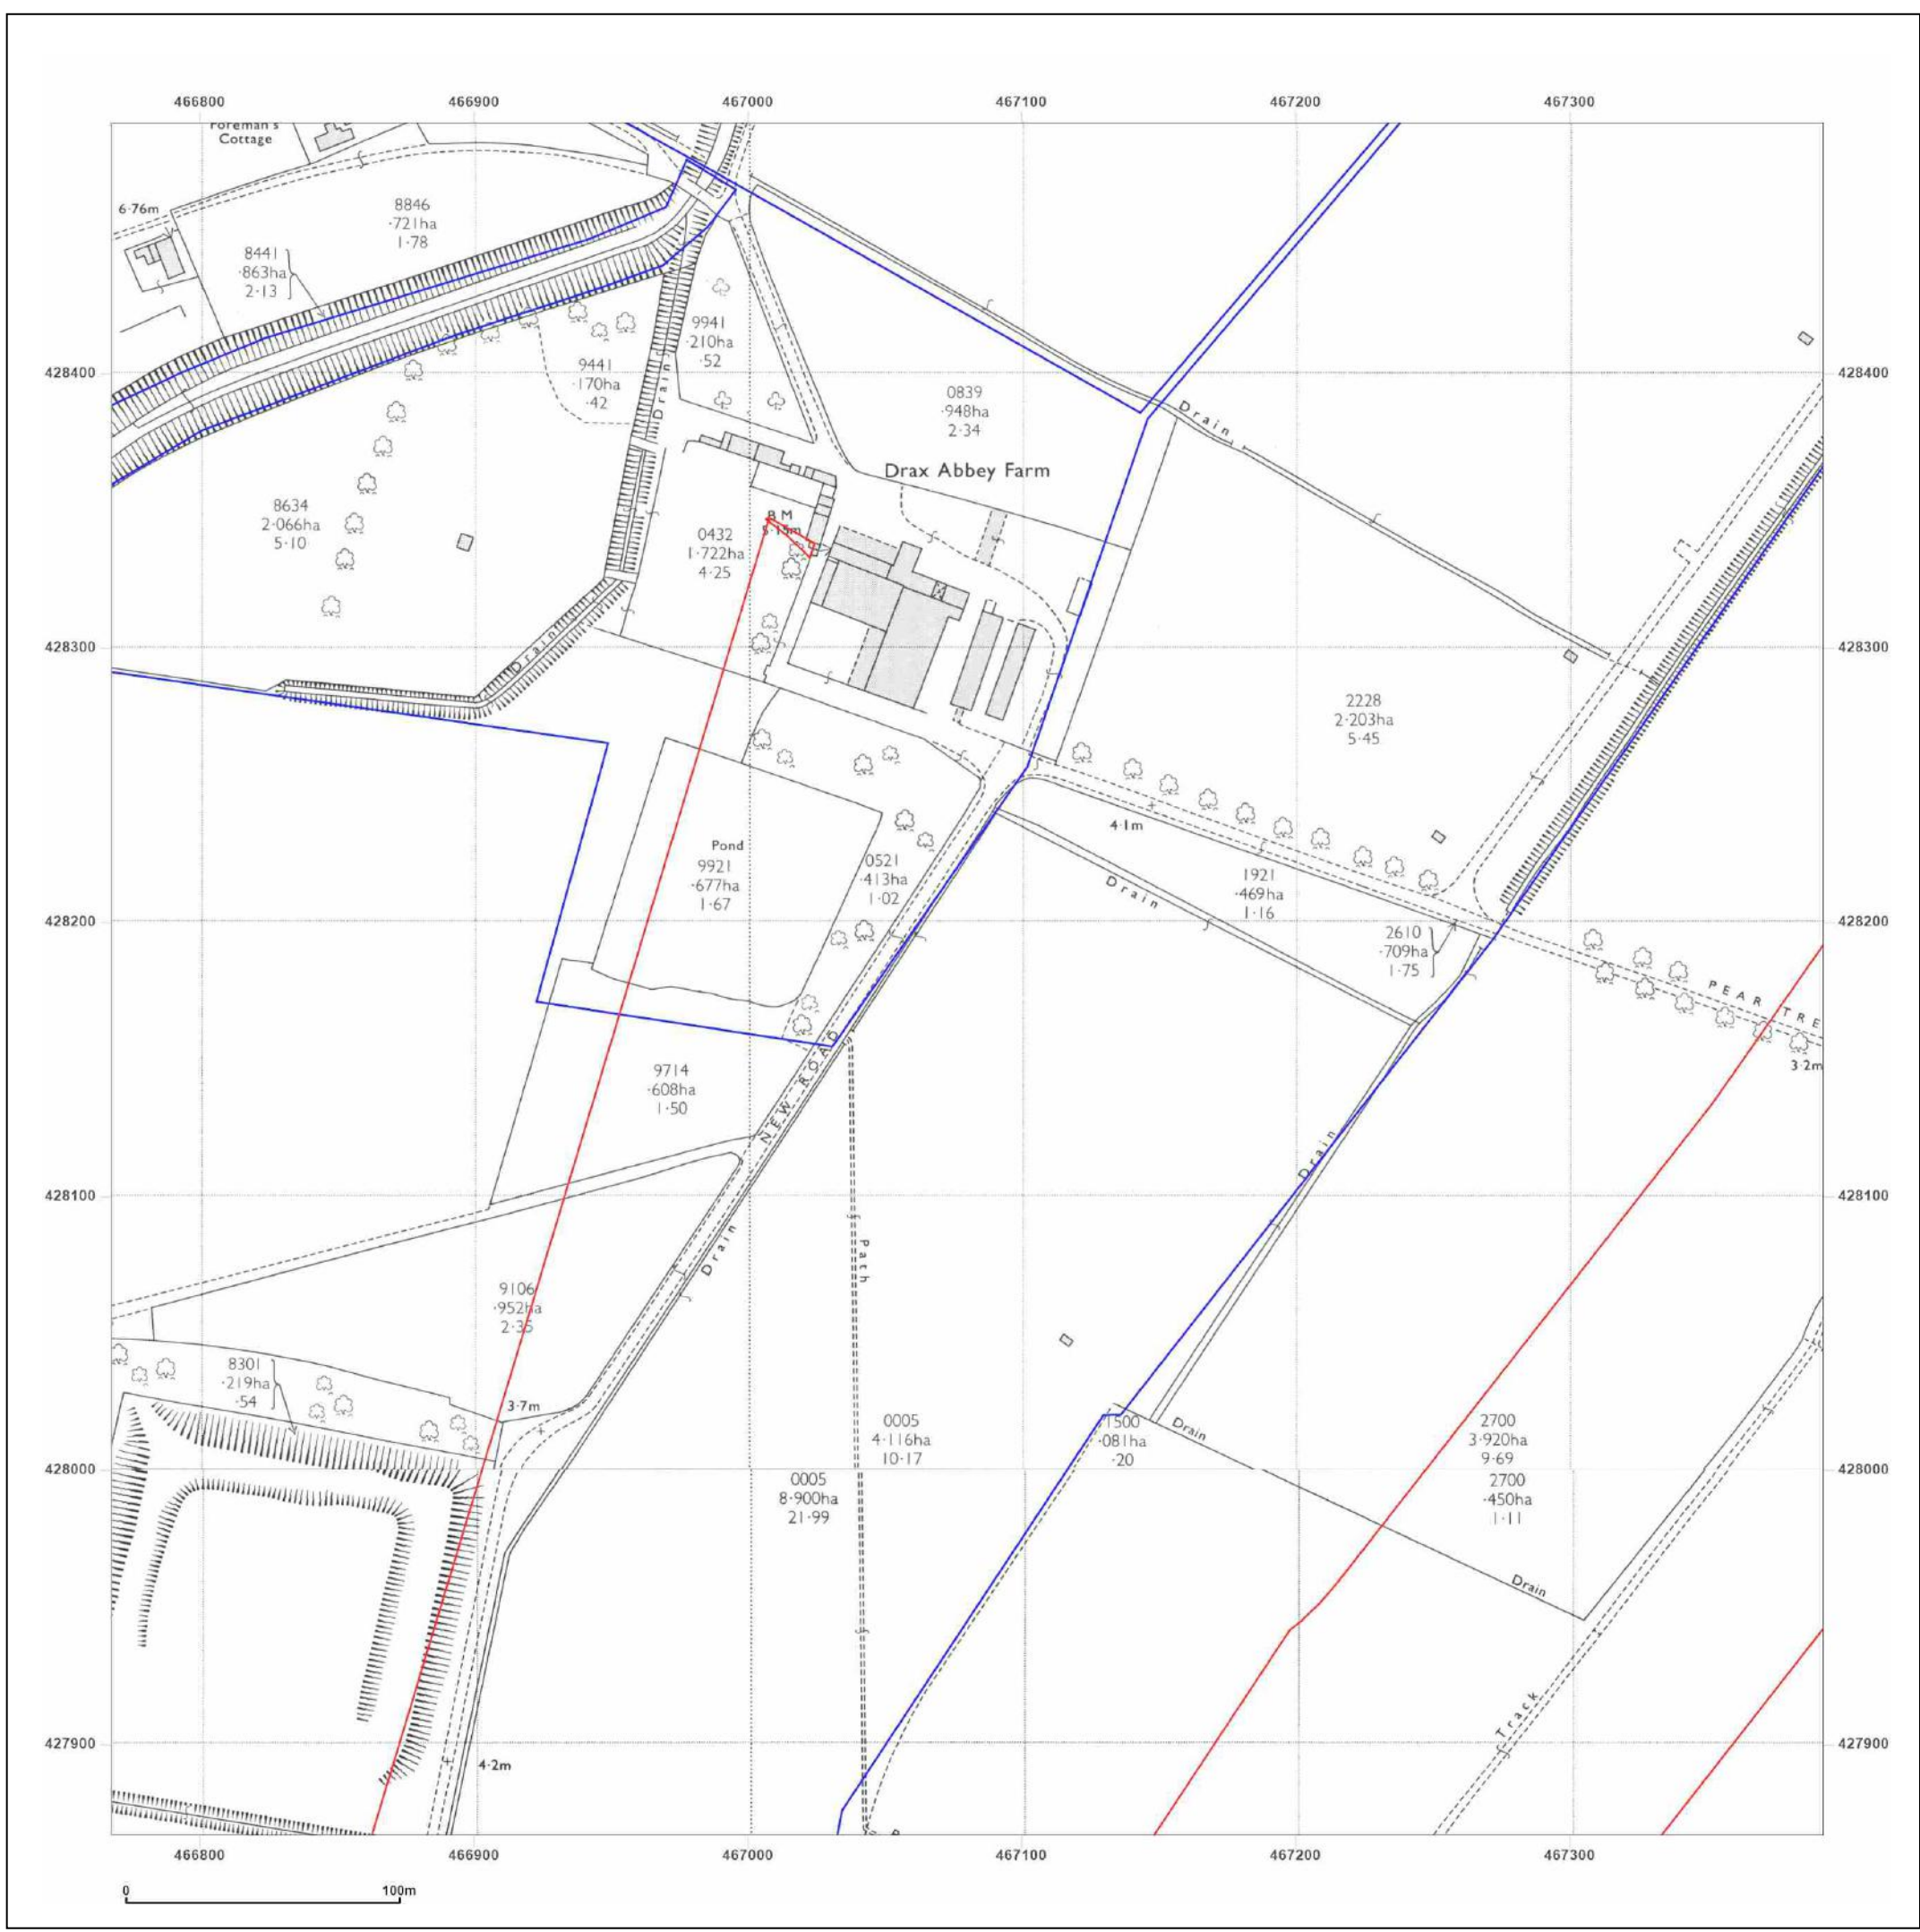 466800 466900 467000 467100 467200 467300
Foreman's
Cottage
6·76m
8846
·721ha
1·78
8441
·863ha
2·13
9941
·210ha
·52
9441
·170ha
·42
Drain
428400
428400
0839
·948ha
2·34
Drain
Drax Abbey Farm
8634
2·066ha
5·10
B M
5·15m
0432
1·722ha
4·25
Drain
428300
428300
2228
2·203ha
5·45
4·1m
Pond
9921
·677ha
1·67
0521
·413ha
1·02
Drain
1921
·469ha
1·16
428200
428200
2610
·709ha
1·75
PEAR TRE
3·2m
NEW ROAD
9714
·608ha
1·50
Drain
428100
428100
Drain
Path
9106
·952ha
2·35
8301
·219ha
·54
3·7m
0005
4·116ha
10·17
1500
·081ha
·20
Drain
2700
3·920ha
9·69
428000
428000
0005
8·900ha
21·99
2700
·450ha
1·11
Drain
Track
427900
427900
4·2m
466800 466900 467000 467100 467200 467300
0 100m